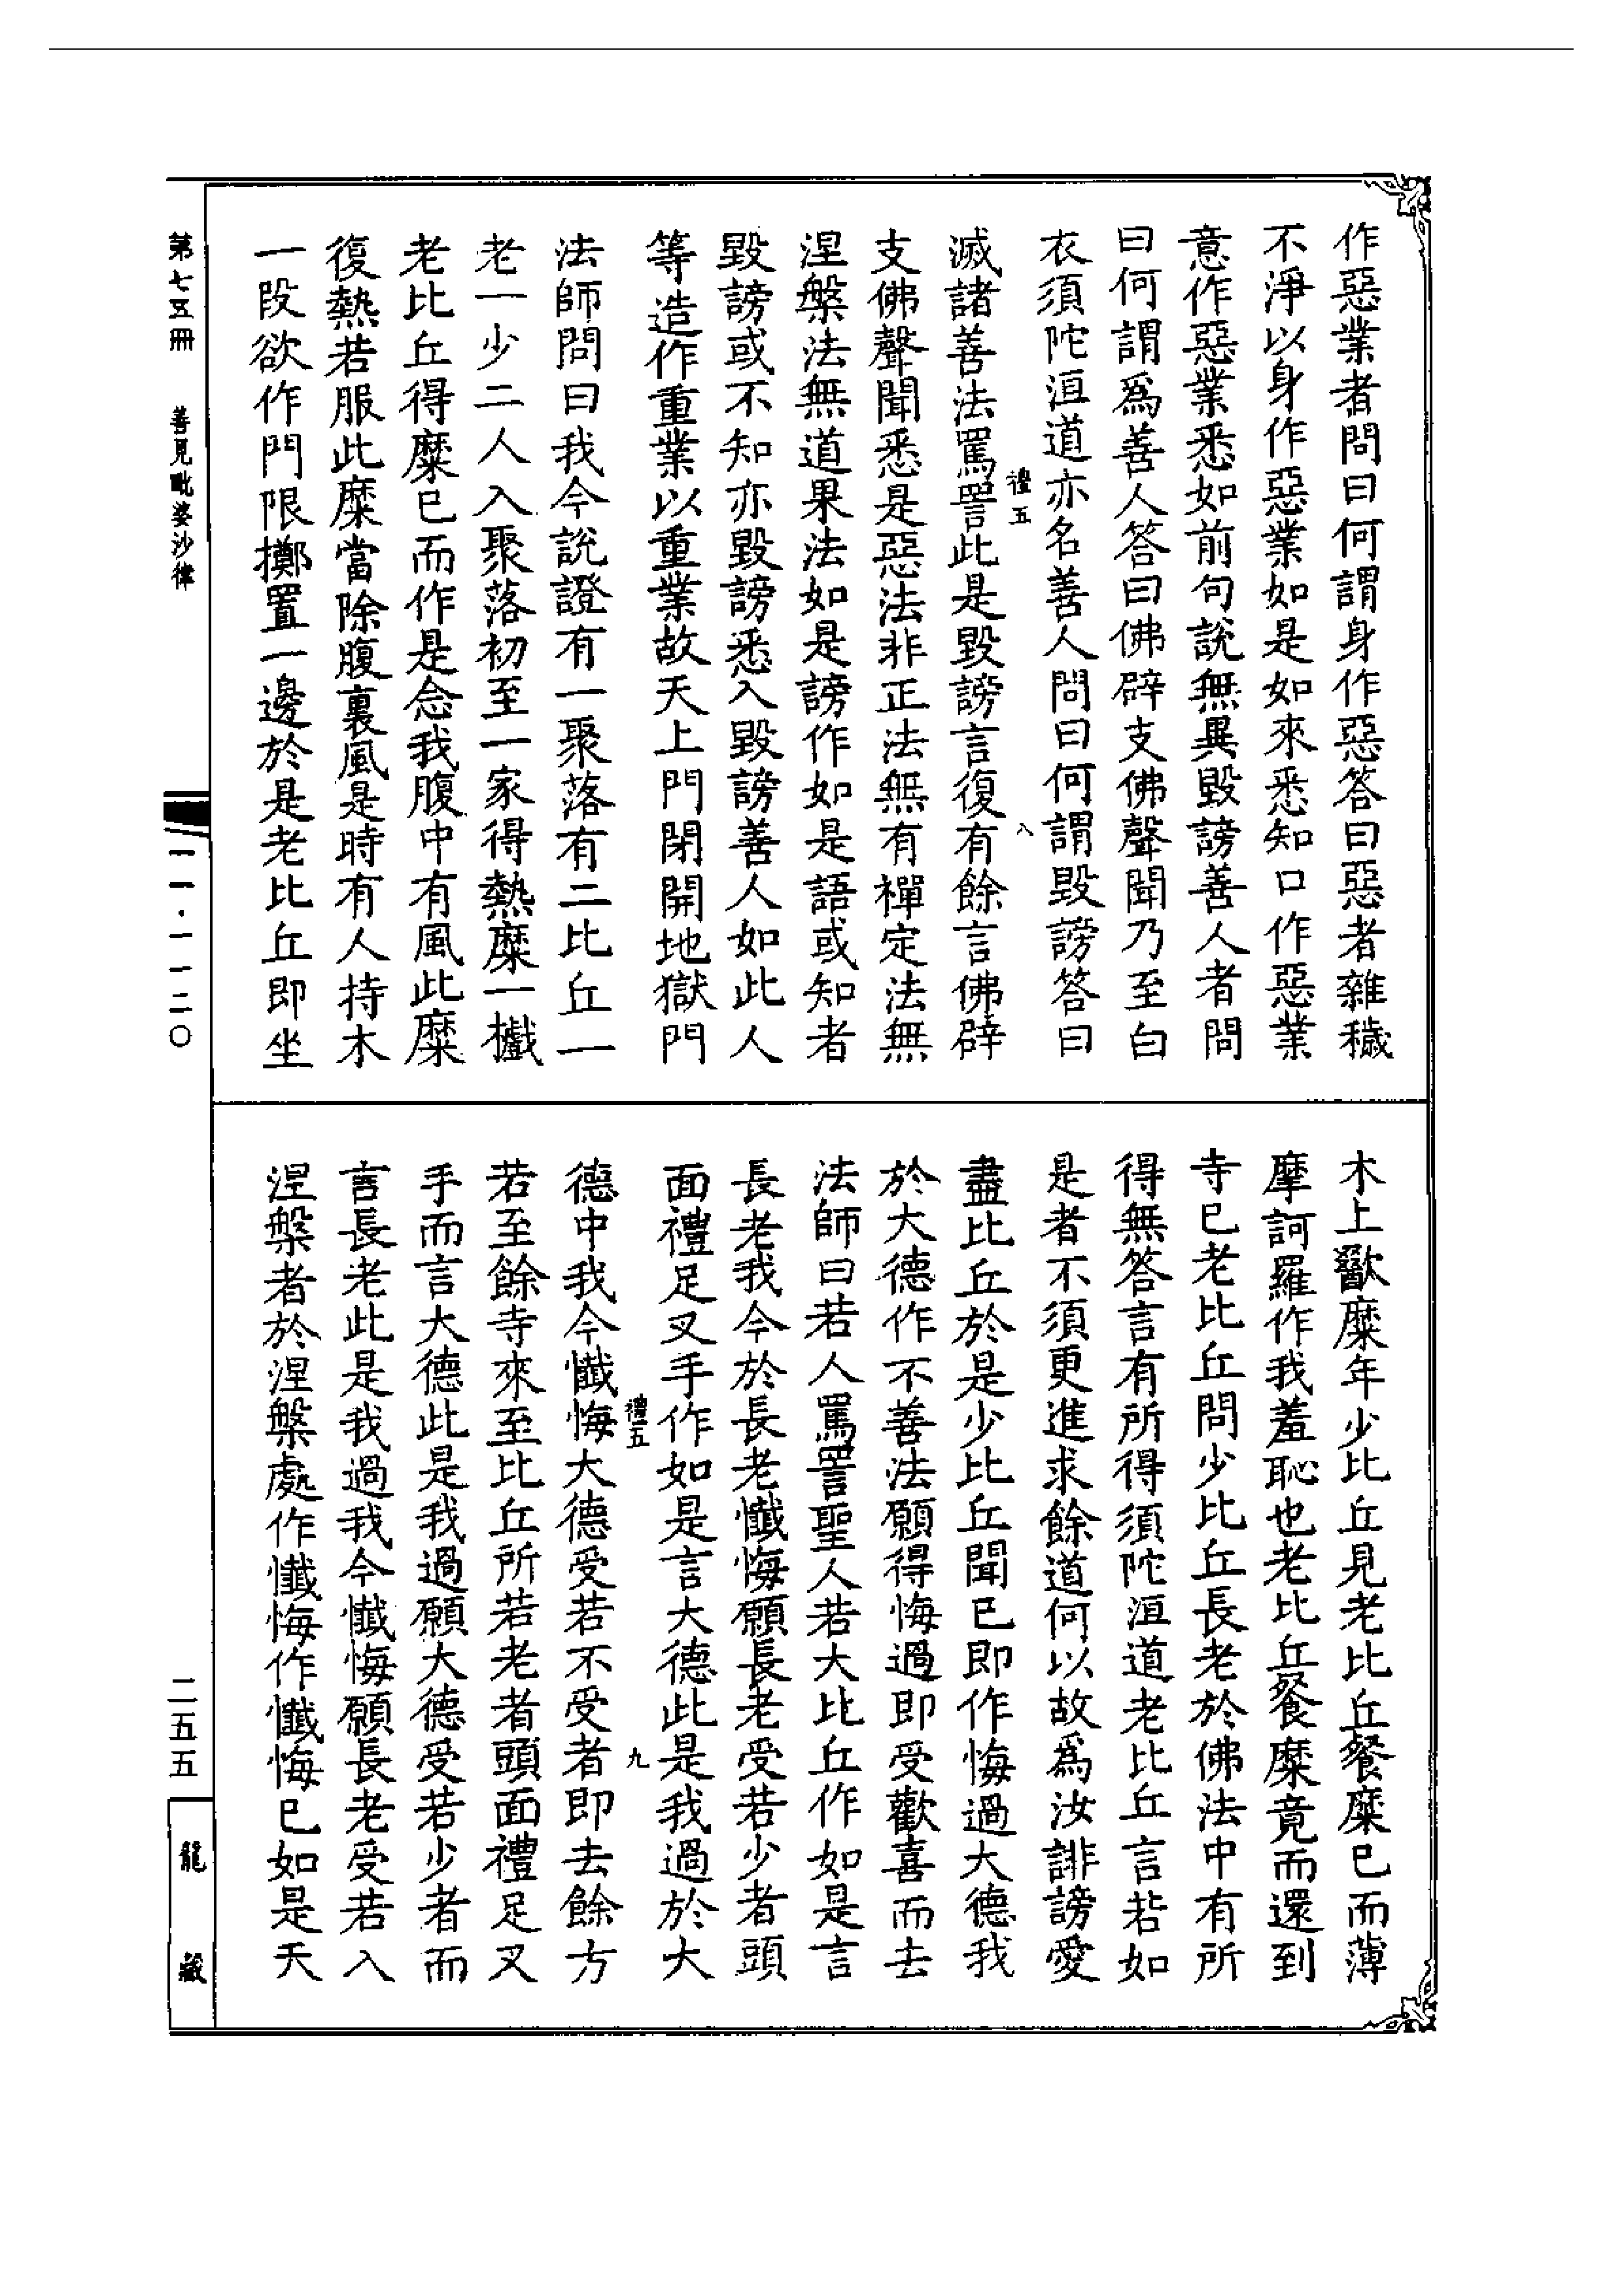 作惡業者問曰何謂身作惡答曰惡者雜穢
不淨以身作惡業如是如來悉知口作惡業
意作惡業悉如前句說無異毀謗善人者問
曰何謂爲善人答曰佛辟支佛聲聞乃至白
衣須陀洹道亦名善人問曰何謂毀謗答曰
禮五
八
滅諸善法罵詈此是毀謗言復有餘言佛辟
支佛聲聞悉是惡法非正法無有禪定法無
涅槃法無道果法如是謗作如是語或知者
毀謗或不知亦毀謗悉入毀謗善人如此人
等造作重業以重業故天上門閉開地獄門
法師問曰我今說證有一聚落有二比丘一
老一少二人入聚落初至一家得熱糜一檝
老比丘得糜已而作是念我腹中有風此糜
復熱若服此糜當除腹裏風是時有人持木
一段欲作門限擲置一邊於是老比丘即坐
木上歠糜年少比丘見老比丘餐糜已而薄
摩訶羅作我羞恥也老比丘餐糜竟而還到
寺已老比丘問少比丘長老於佛法中有所
得無答言有所得須陀洹道老比丘言若如
是者不須更進求餘道何以故爲汝誹謗愛
盡比丘於是少比丘聞已即作悔過大德我
於大德作不善法願得悔過即受歡喜而去
法師曰若人罵詈聖人若大比丘作如是言
長老我今於長老懺悔願長老受若少者頭
面禮足叉手作如是言大德此是我過於大
禮五
九
德中我今懺悔大德受若不受者即去餘方
若至餘寺來至比丘所若老者頭面禮足叉
手而言大德此是我過願大德受若少者而
言長老此是我過我今懺悔願長老受若入
涅槃者於涅槃處作懺悔作懺悔已如是天
第七五冊
善見毗婆沙律
一一·一一二〇
二五五
龍藏